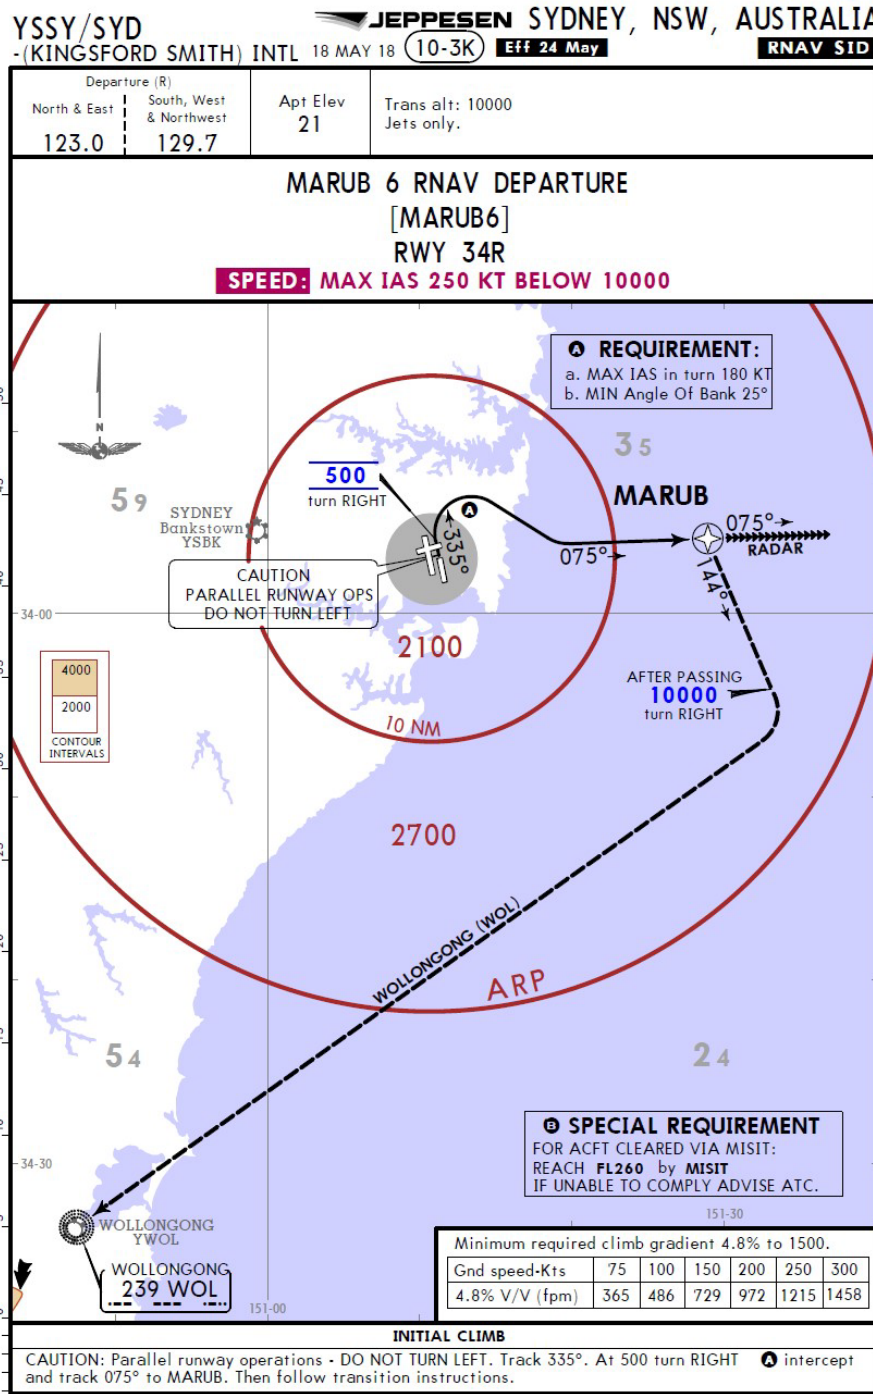 YSSY/SYD
JEPPESEN SYDNEY, NSW, AUSTRALIA
-(KINGSFORD SMITH) INTL 18 MAY 18 10-3K Eff 24 May RNAV SID
Departure (R)
North & East
123.0
South, West
& Northwest
129.7
Apt Elev
21
Trans alt: 10000
Jets only.
MARUB 6 RNAV DEPARTURE
[MARUB6]
RWY 34R
SPEED: MAX IAS 250 KT BELOW 10000
A REQUIREMENT:
a. MAX IAS in turn 180 KT
b. MIN Angle Of Bank 25°
N
59
35
500
turn RIGHT
A
MARUB
SYDNEY
Bankstown
YSBK
335°
075°
075°
RADAR
144°
CAUTION
PARALLEL RUNWAY OPS
DO NOT TURN LEFT
34-00
2100
4000
2000
CONTOUR
INTERVALS
AFTER PASSING
10000
turn RIGHT
10 NM
2700
WOLLONGONG (WOL)
ARP
54
24
B SPECIAL REQUIREMENT
FOR ACFT CLEARED VIA MISIT:
REACH FL260 by MISIT
IF UNABLE TO COMPLY ADVISE ATC.
34-30
151-30
WOLLONGONG
YWOL
WOLLONGONG
239 WOL
151-00
Minimum required climb gradient 4.8% to 1500.
Gnd speed-Kts 75 100 150 200 250 300
4.8% V/V (fpm) 365 486 729 972 1215 1458
INITIAL CLIMB
CAUTION: Parallel runway operations - DO NOT TURN LEFT. Track 335°. At 500 turn RIGHT A intercept
and track 075° to MARUB. Then follow transition instructions.